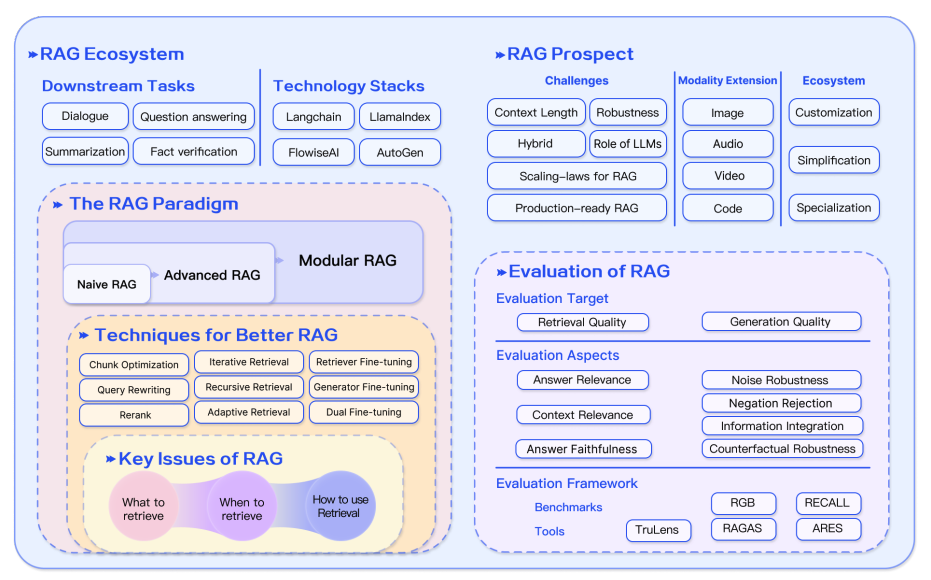 RAG Ecosystem
Downstream Tasks
Dialogue
Question answering
Summarization
Fact verification
Technology Stacks
Langchain
LlamaIndex
FlowiseAI
AutoGen
RAG Prospect
Challenges
Context Length
Robustness
Hybrid
Role of LLMs
Scaling-laws for RAG
Production-ready RAG
Modality Extension
Image
Audio
Video
Code
Ecosystem
Customization
Simplification
Specialization
The RAG Paradigm
Naive RAG
Advanced RAG
Modular RAG
Techniques for Better RAG
Chunk Optimization
Iterative Retrieval
Retriever Fine-tuning
Query Rewriting
Recursive Retrieval
Generator Fine-tuning
Rerank
Adaptive Retrieval
Dual Fine-tuning
Key Issues of RAG
What to
retrieve
When to
retrieve
How to use
Retrieval
Evaluation of RAG
Evaluation Target
Retrieval Quality
Generation Quality
Evaluation Aspects
Answer Relevance
Context Relevance
Answer Faithfulness
Noise Robustness
Negation Rejection
Information Integration
Counterfactual Robustness
Evaluation Framework
Benchmarks
RGB
RECALL
Tools
TruLens
RAGAS
ARES